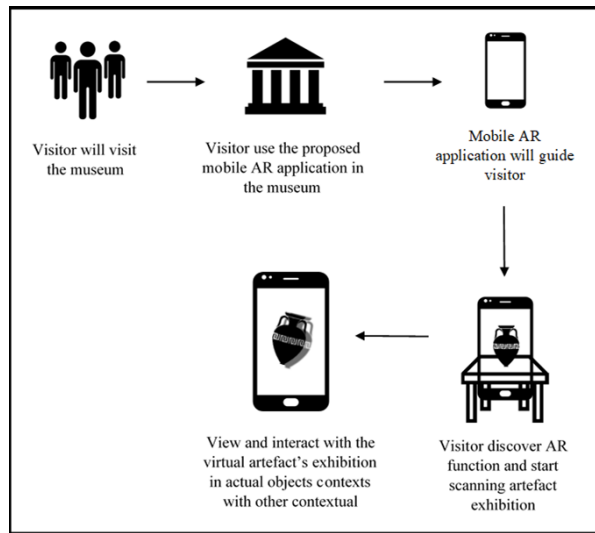 Visitor will visit
the museum
Visitor use the proposed
mobile AR application in
the museum
Mobile AR
application will guide
visitor
Visitor discover AR
function and start
scanning artefact
exhibition
View and interact with the
virtual artefact's exhibition
in actual objects contexts
with other contextual